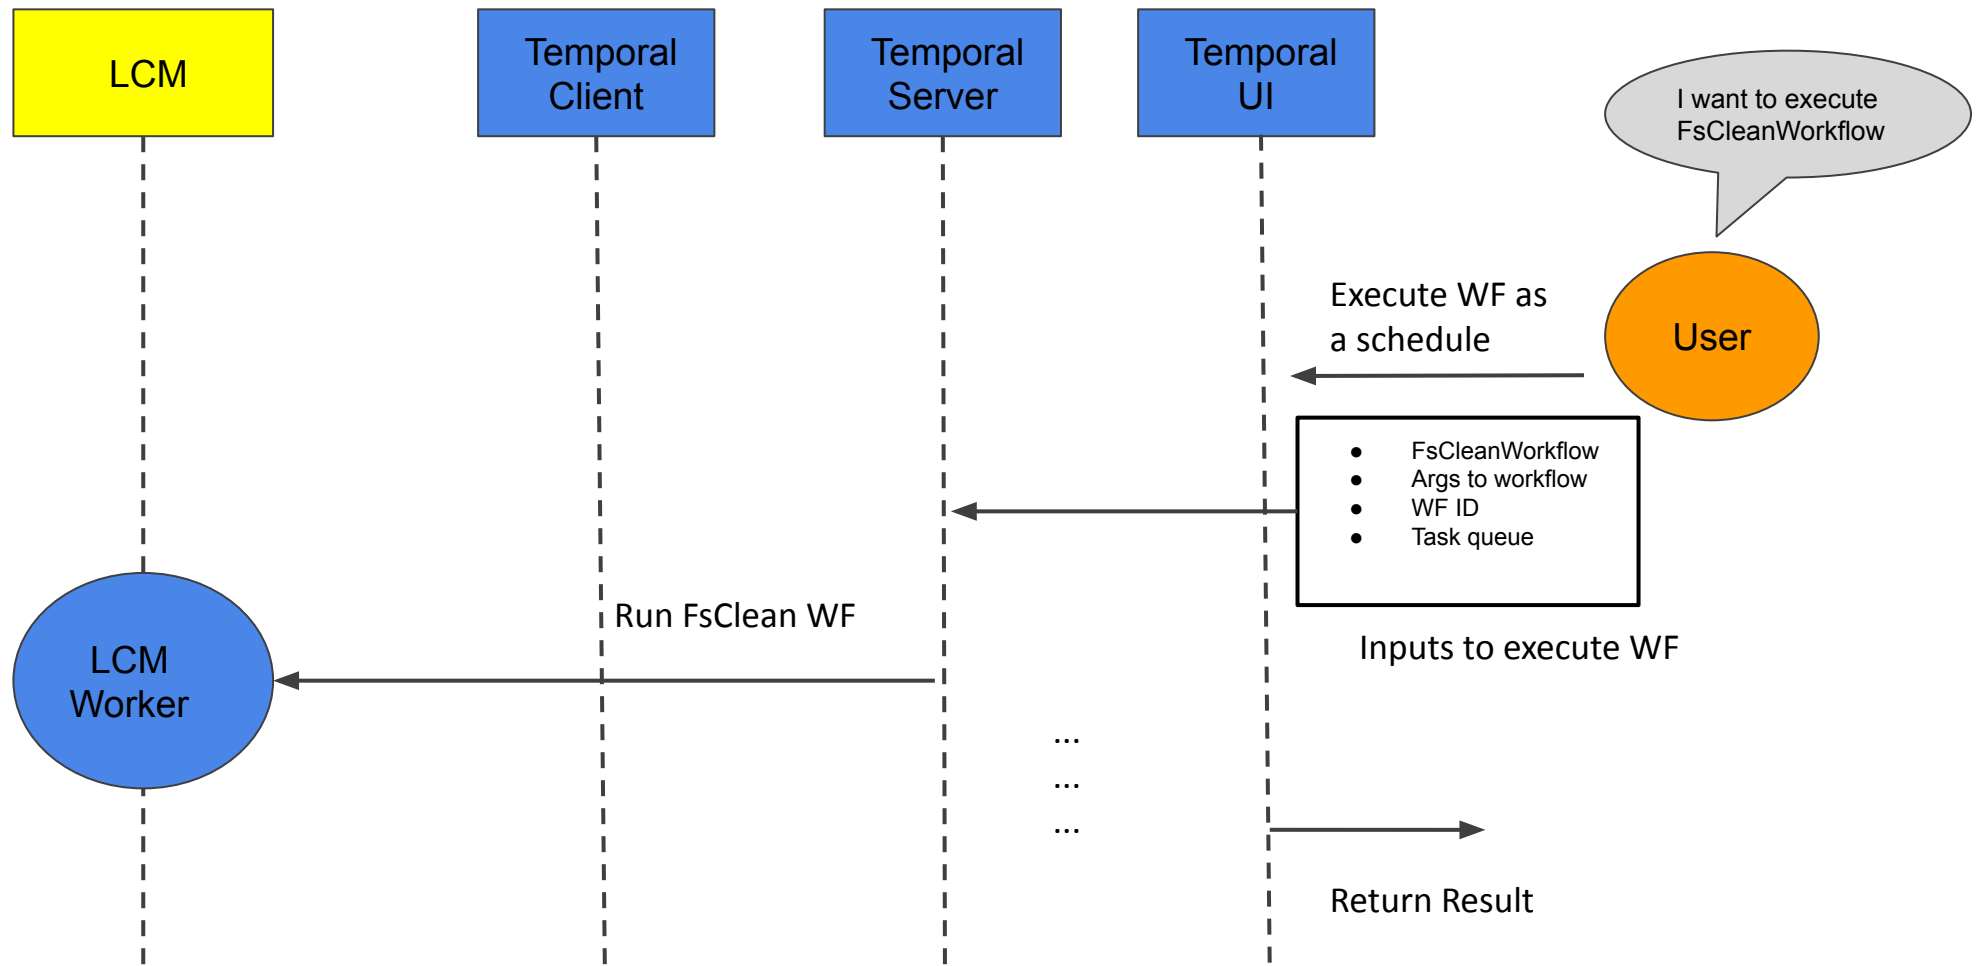 LCM
Temporal
Client
Temporal
Server
Temporal
UI
I want to execute
FsCleanWorkflow
Execute WF as
a schedule
User
● FsCleanWorkflow
● Args to workflow
● WF ID
● Task queue
Run FsClean WF
Inputs to execute WF
LCM
Worker
...
...
...
Return Result